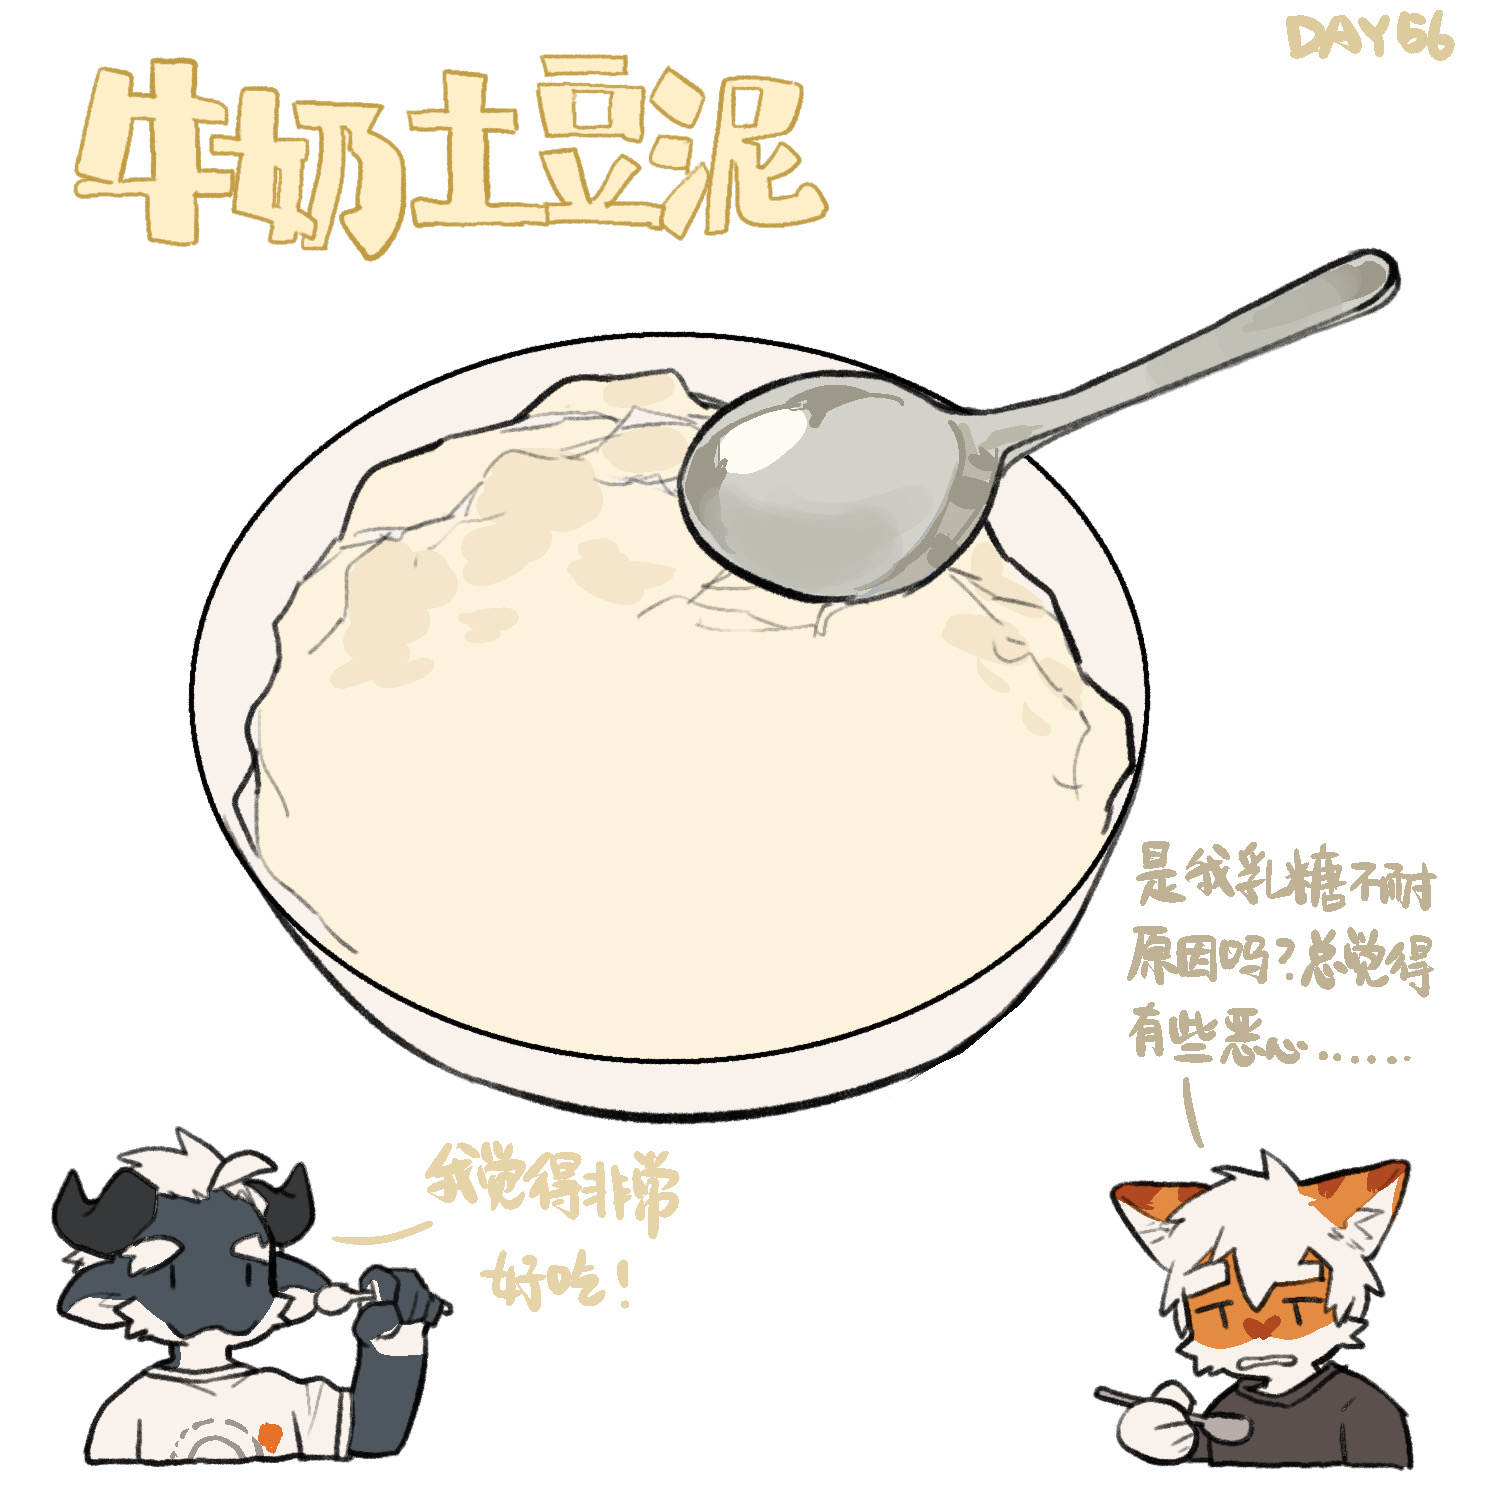 DAY 56
牛奶土豆泥
是我乳糖不耐
原因吗？总觉得
有些恶心……
我觉得非常
好吃！